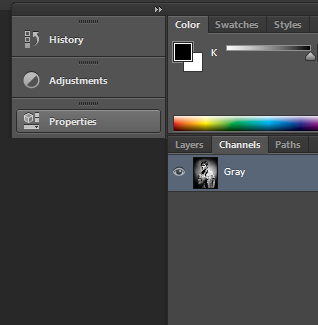 History
Adjustments
Properties
Color Swatches Styles
K
Layers Channels Paths
Gray